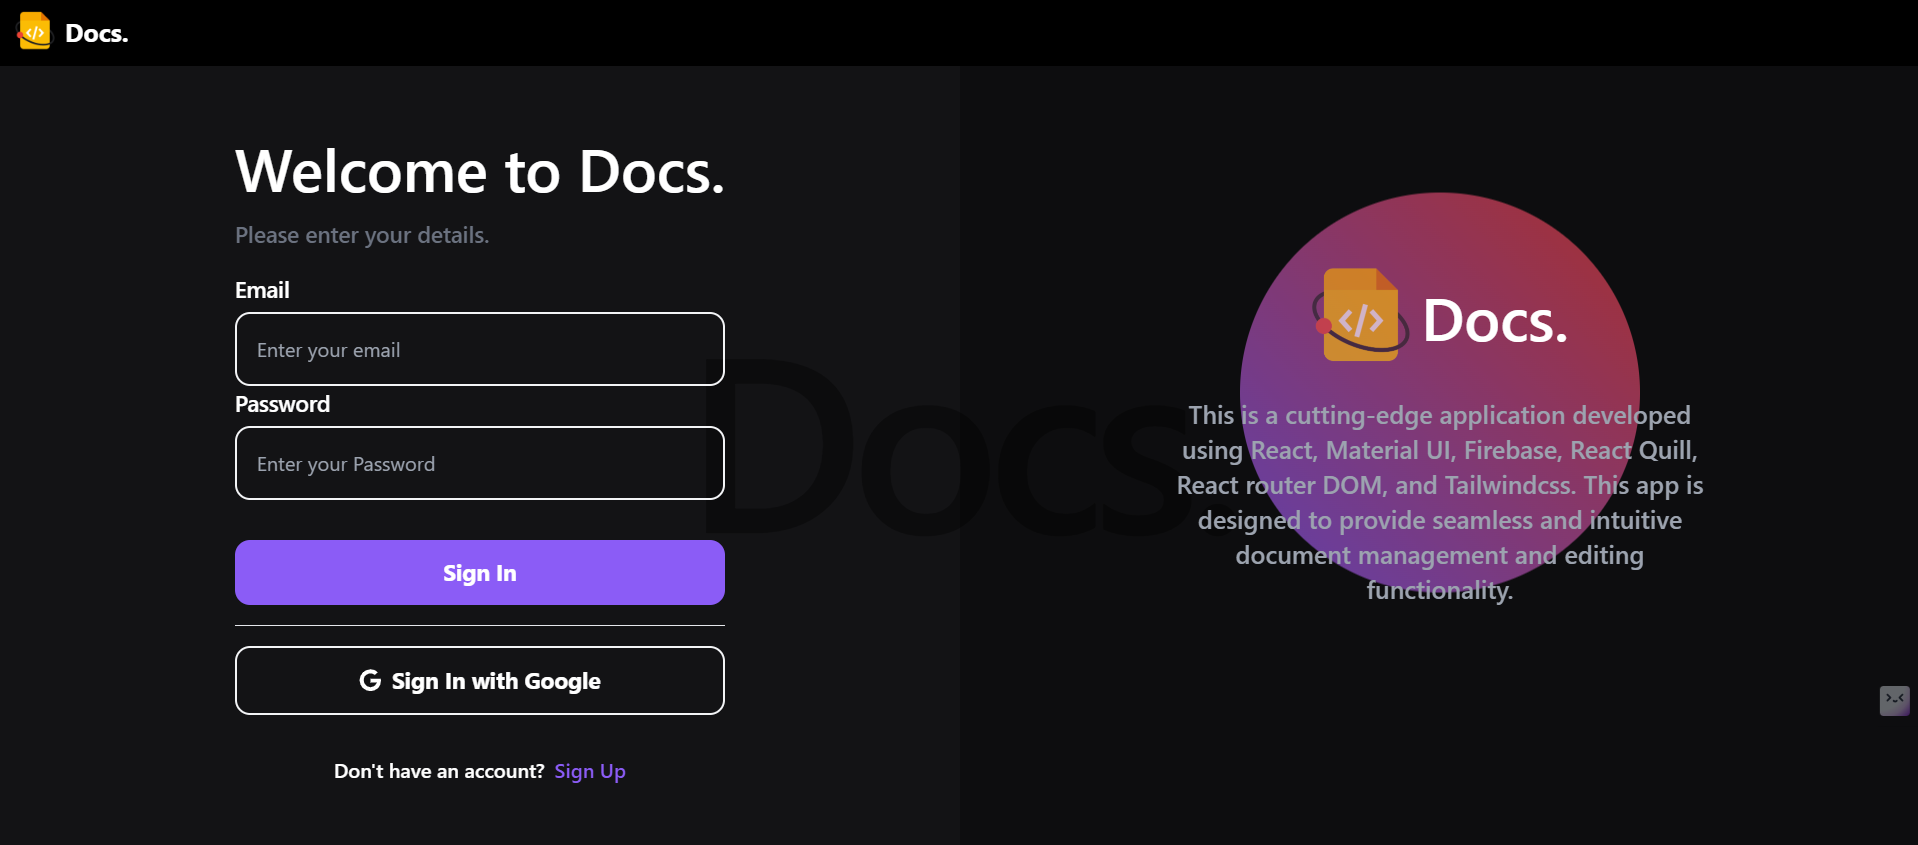 Docs.
Welcome to Docs.
Please enter your details.
Email
Enter your email
Password
Enter your Password
Sign In
G Sign In with Google
Don't have an account? Sign Up
Docs.
</> Docs.
This is a cutting-edge application developed
using React, Material UI, Firebase, React Quill,
React router DOM, and Tailwindcss. This app is
designed to provide seamless and intuitive
document management and editing
functionality.